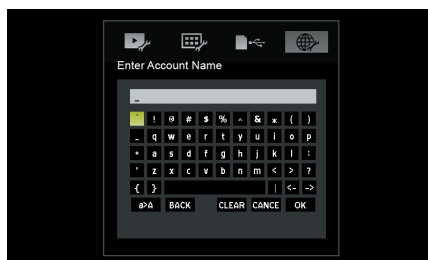 Enter Account Name
_
` ! @ # $ % ^ & * ( )
_ q w e r t y u i o p
* a s d f g h j k l :
' z x c v b n m < > ?
{ } | <- ->
a>A BACK CLEAR CANCE OK